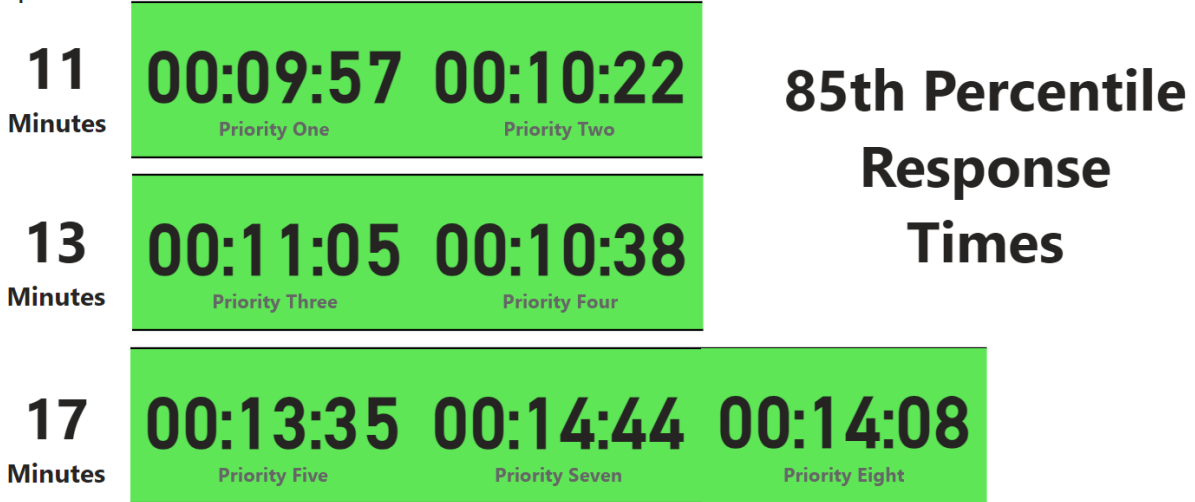 11
Minutes
00:09:57 00:10:22
Priority One Priority Two
85th Percentile
Response
Times
13
Minutes
00:11:05 00:10:38
Priority Three Priority Four
17
Minutes
00:13:35 00:14:44 00:14:08
Priority Five Priority Seven Priority Eight